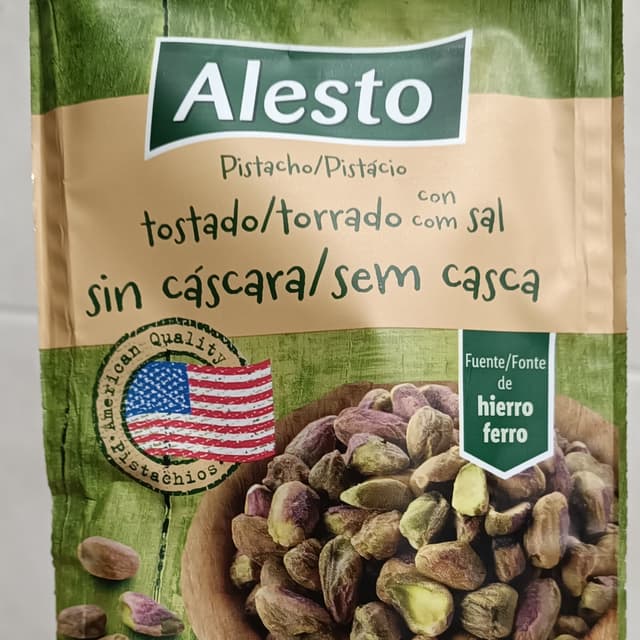 Alesto
Pistacho/Pistácio
tostado/torrado con com sal
sin cáscara/sem casca
American Quality
Pistachios
Fuente/Fonte
de
hierro
ferro